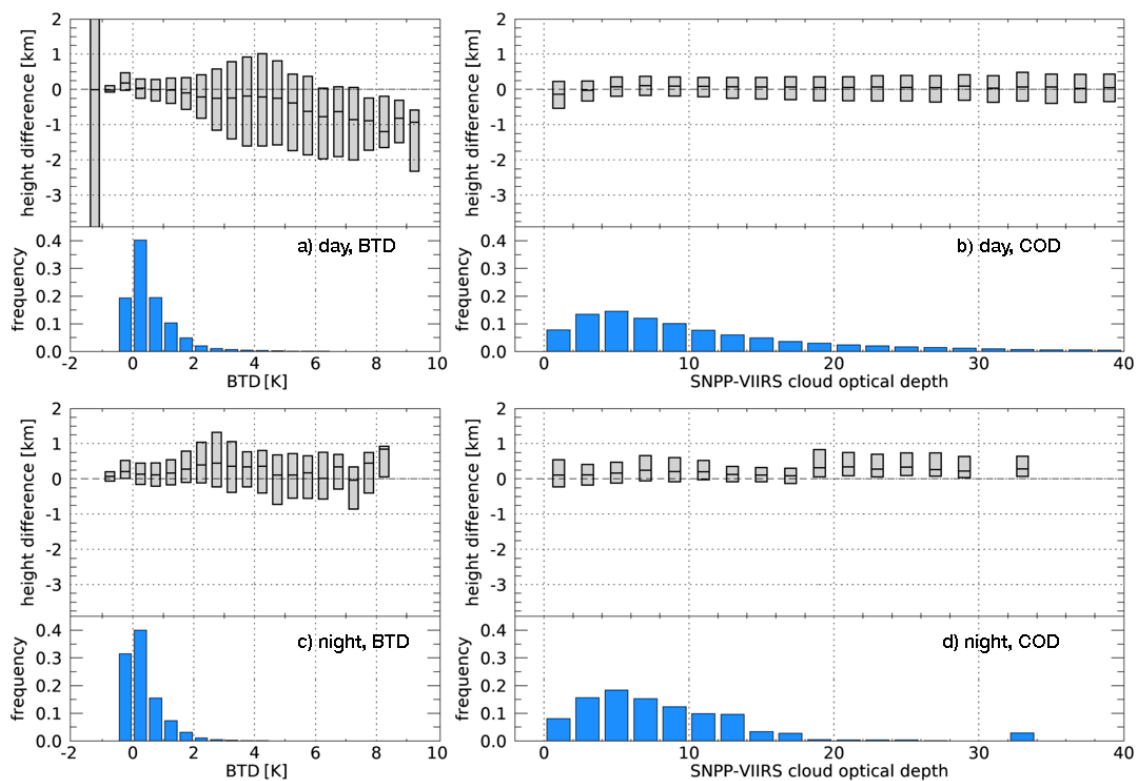 2
1
0
-1
-2
-3
height difference [km]
2
1
0
-1
-2
-3
height difference [km]
0.4
0.3
0.2
0.1
0.0
frequency
a) day, BTD
-2 0 2 4 6 8 10
BTD [K]
0.4
0.3
0.2
0.1
0.0
frequency
b) day, COD
0 10 20 30 40
SNPP-VIIRS cloud optical depth
2
1
0
-1
-2
-3
height difference [km]
2
1
0
-1
-2
-3
height difference [km]
0.4
0.3
0.2
0.1
0.0
frequency
c) night, BTD
-2 0 2 4 6 8 10
BTD [K]
0.4
0.3
0.2
0.1
0.0
frequency
d) night, COD
0 10 20 30 40
SNPP-VIIRS cloud optical depth